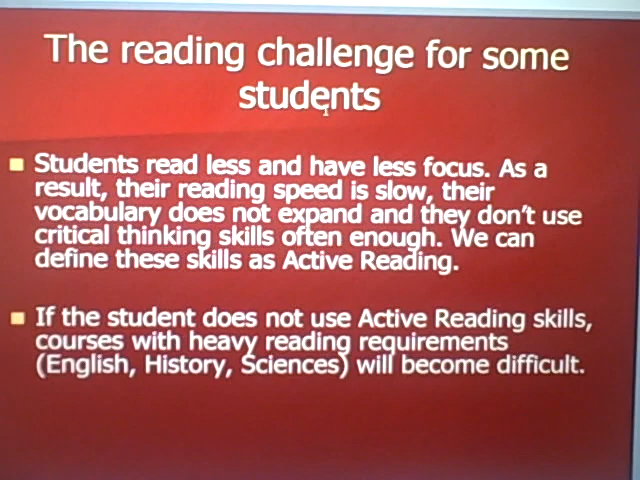 The reading challenge for some
students
Students read less and have less focus. As a
result, their reading speed is slow, their
vocabulary does not expand and they don't use
critical thinking skills often enough. We can
define these skills as Active Reading.
If the student does not use Active Reading skills,
courses with heavy reading requirements
(English, History, Sciences) will become difficult.